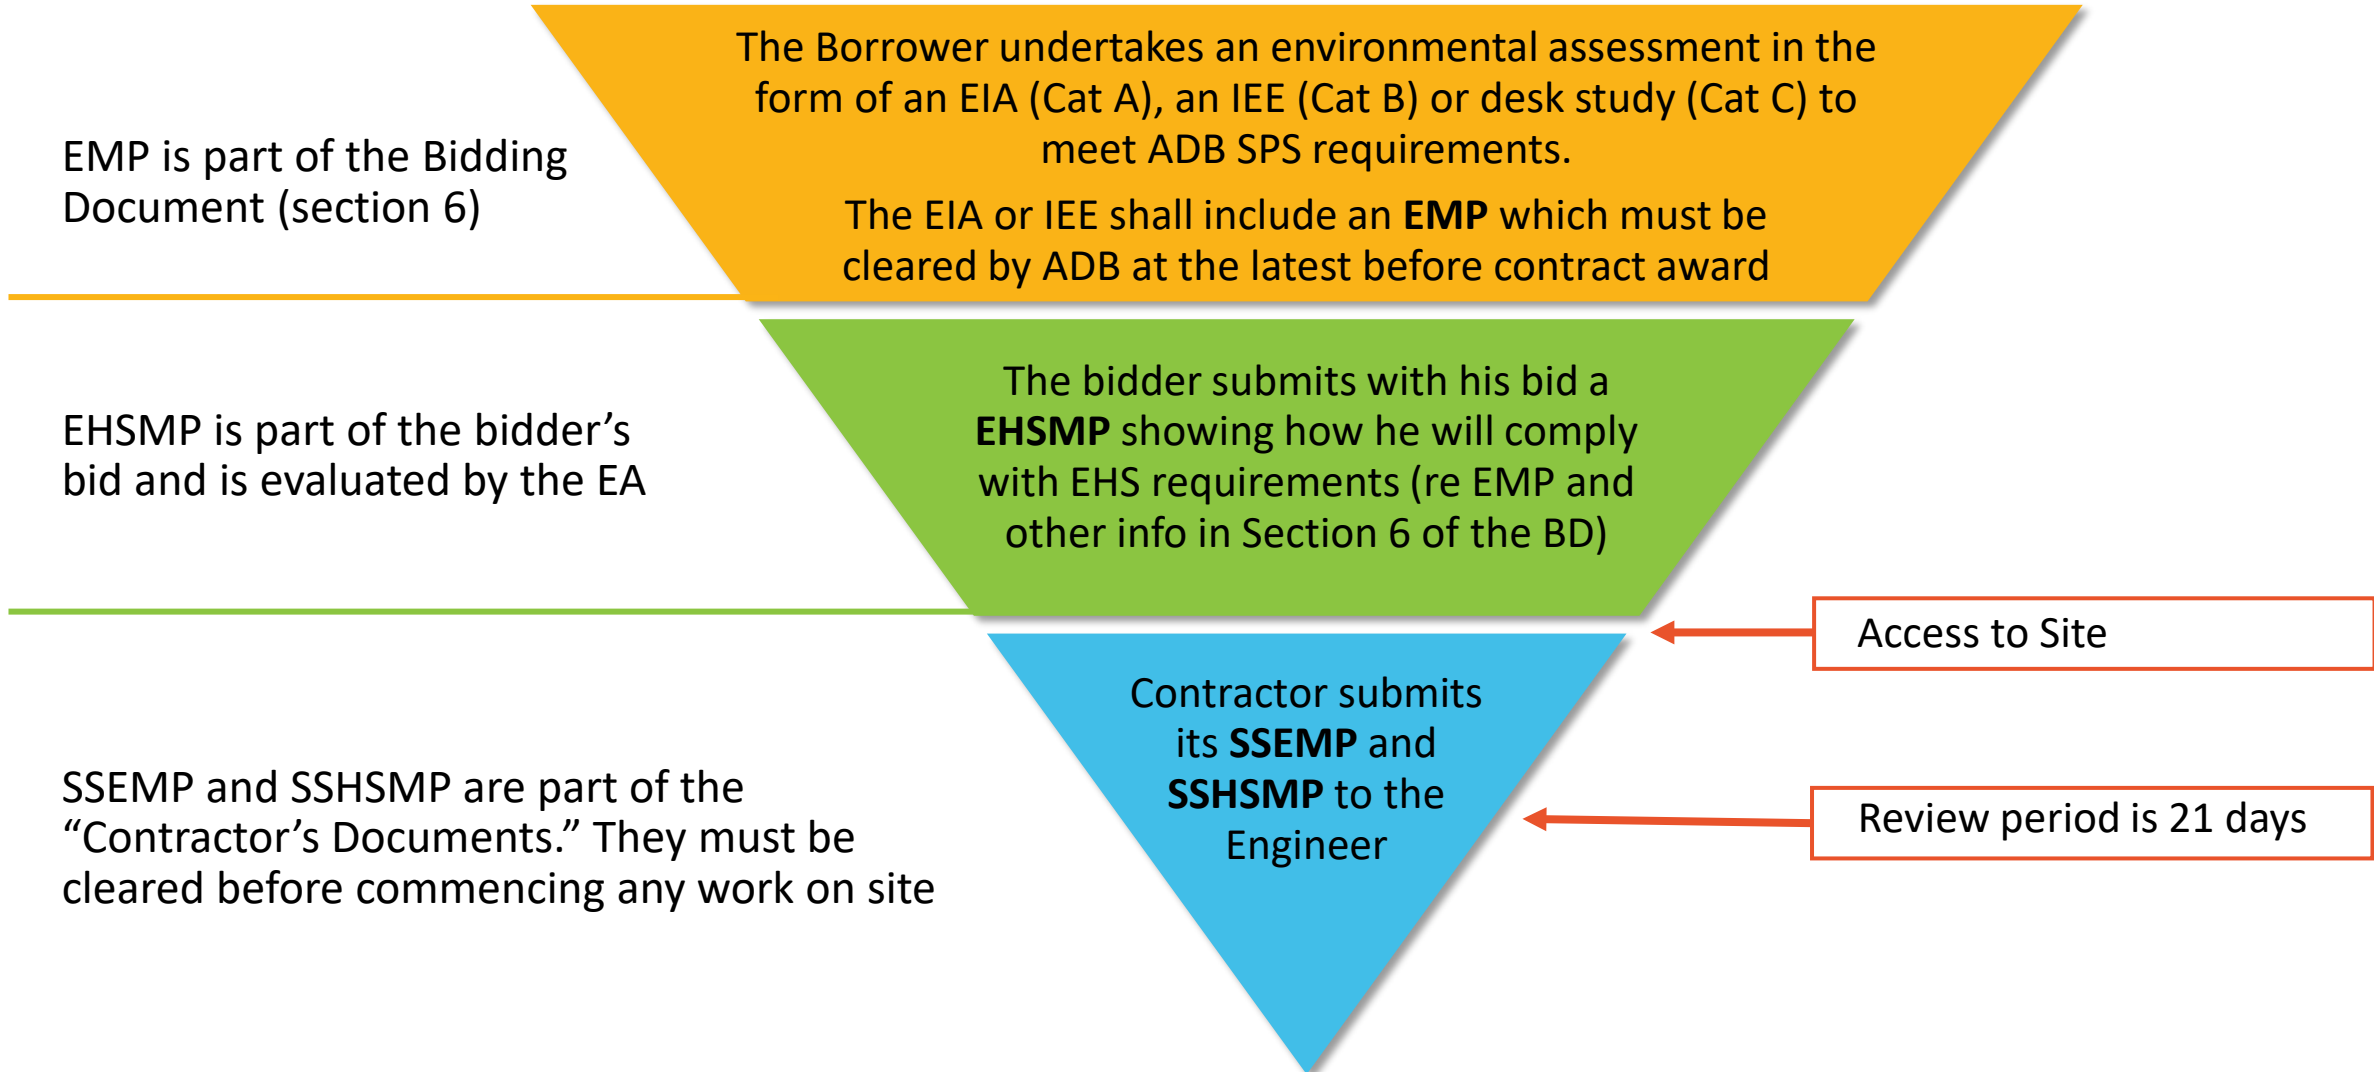 The Borrower undertakes an environmental assessment in the
form of an EIA (Cat A), an IEE (Cat B) or desk study (Cat C) to
meet ADB SPS requirements.
The EIA or IEE shall include an EMP which must be
cleared by ADB at the latest before contract award
EMP is part of the Bidding
Document (section 6)
The bidder submits with his bid a
EHSMP showing how he will comply
with EHS requirements (re EMP and
other info in Section 6 of the BD)
EHSMP is part of the bidder’s
bid and is evaluated by the EA
Access to Site
Contractor submits
its SSEMP and
SSHSMP to the
Engineer
Review period is 21 days
SSEMP and SSHSMP are part of the
“Contractor’s Documents.” They must be
cleared before commencing any work on site